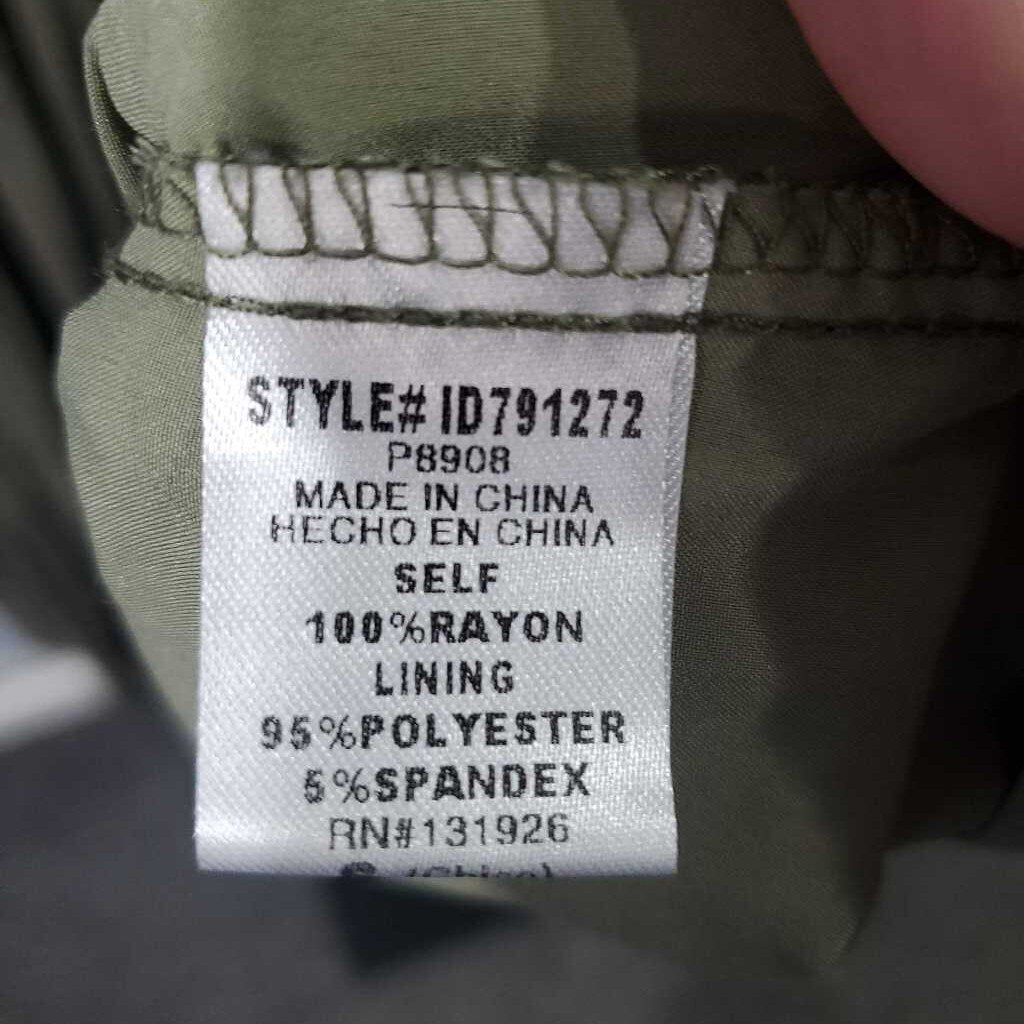 STYLE# ID791272
P8908
MADE IN CHINA
HECHO EN CHINA
SELF
100%RAYON
LINING
95%POLYESTER
5%SPANDEX
RN#131926